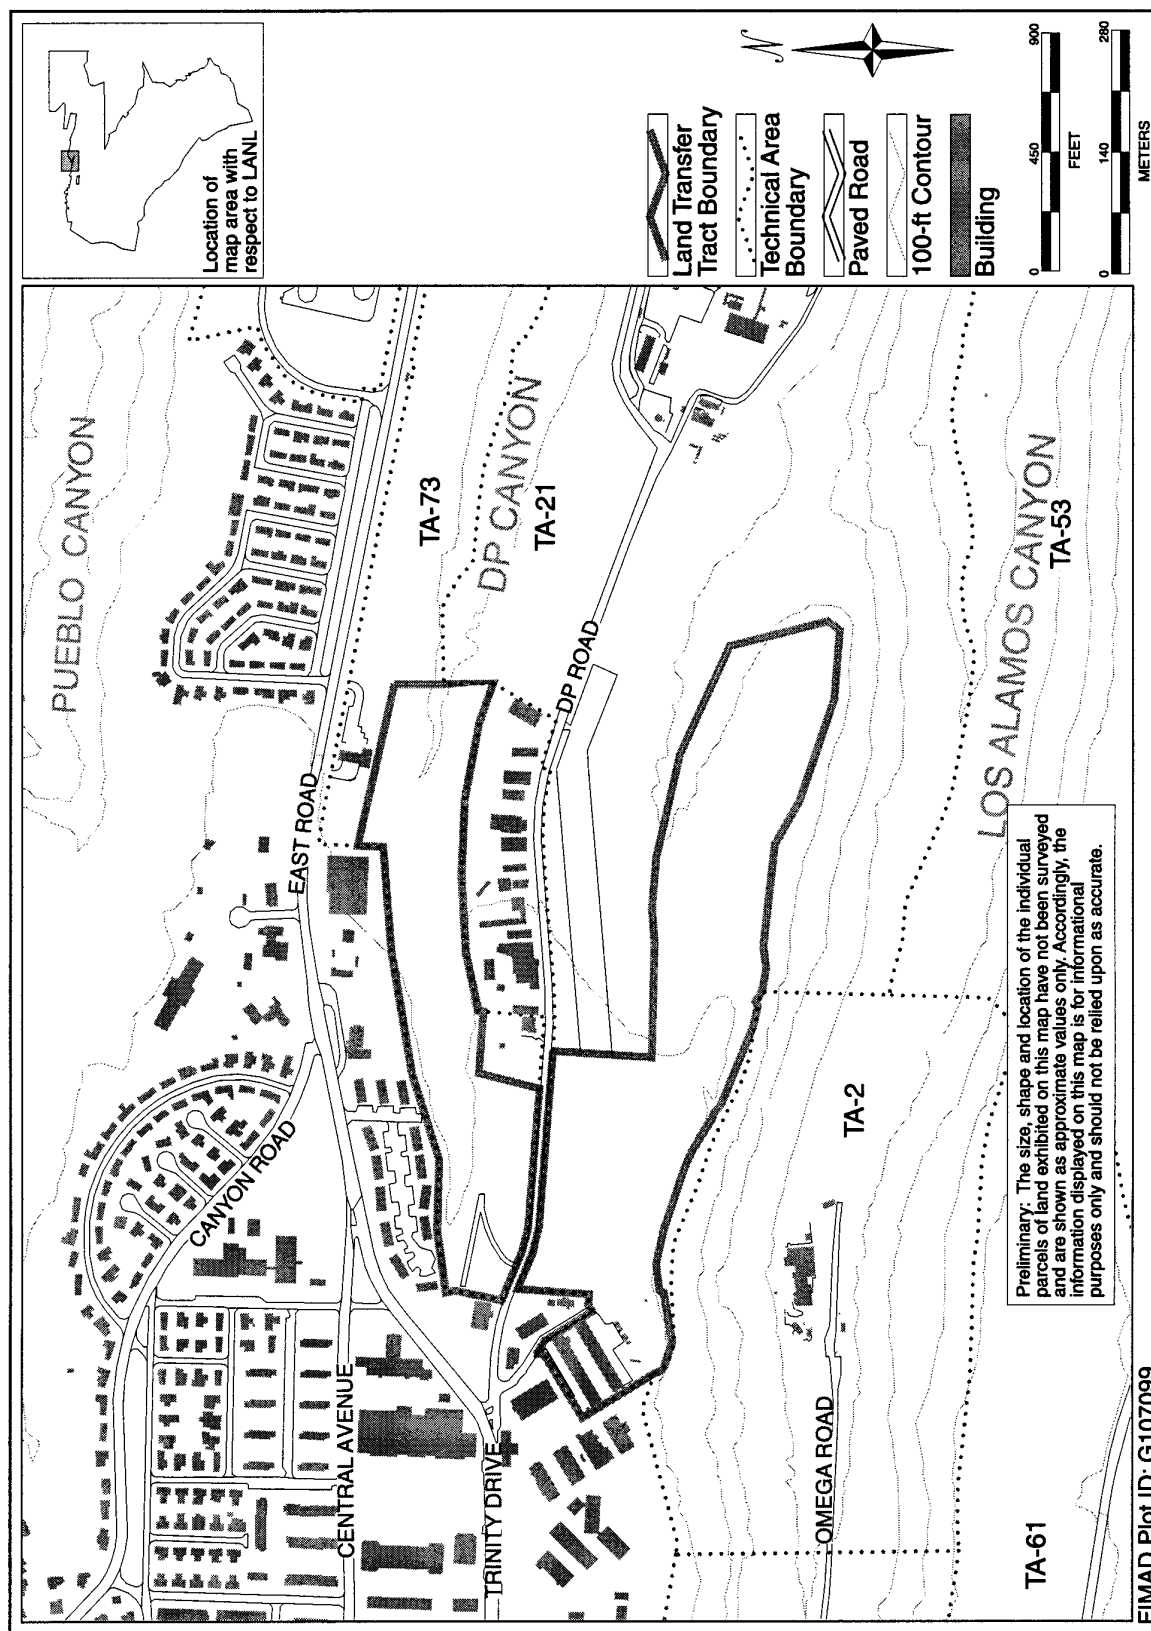 Location of
map area with
respect to LANL
N
Land Transfer
Tract Boundary
Technical Area
Boundary
Paved Road
100-ft Contour
Building
0
450
900
FEET
0
140
280
METERS
PUEBLO CANYON
TA-73
DP CANYON
TA-21
DP ROAD
EAST ROAD
CANYON ROAD
CENTRAL AVENUE
TRINITY DRIVE
LOS ALAMOS CANYON
TA-53
TA-2
OMEGA ROAD
TA-61
Preliminary: The size, shape and location of the individual
parcels of land exhibited on this map have not been surveyed
and are shown as approximate values only. Accordingly, the
information displayed on this map is for informational
purposes only and should not be relied upon as accurate.
FIMAD Plot ID: G107099